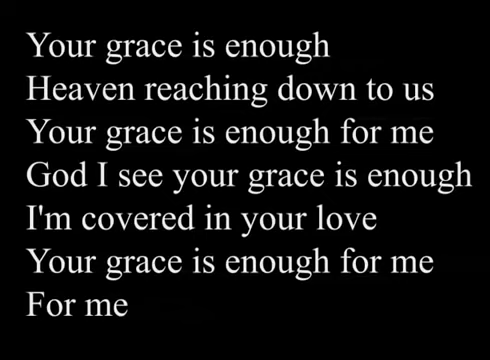 Your grace is enough
Heaven reaching down to us
Your grace is enough for me
God I see your grace is enough
I'm covered in your love
Your grace is enough for me
For me